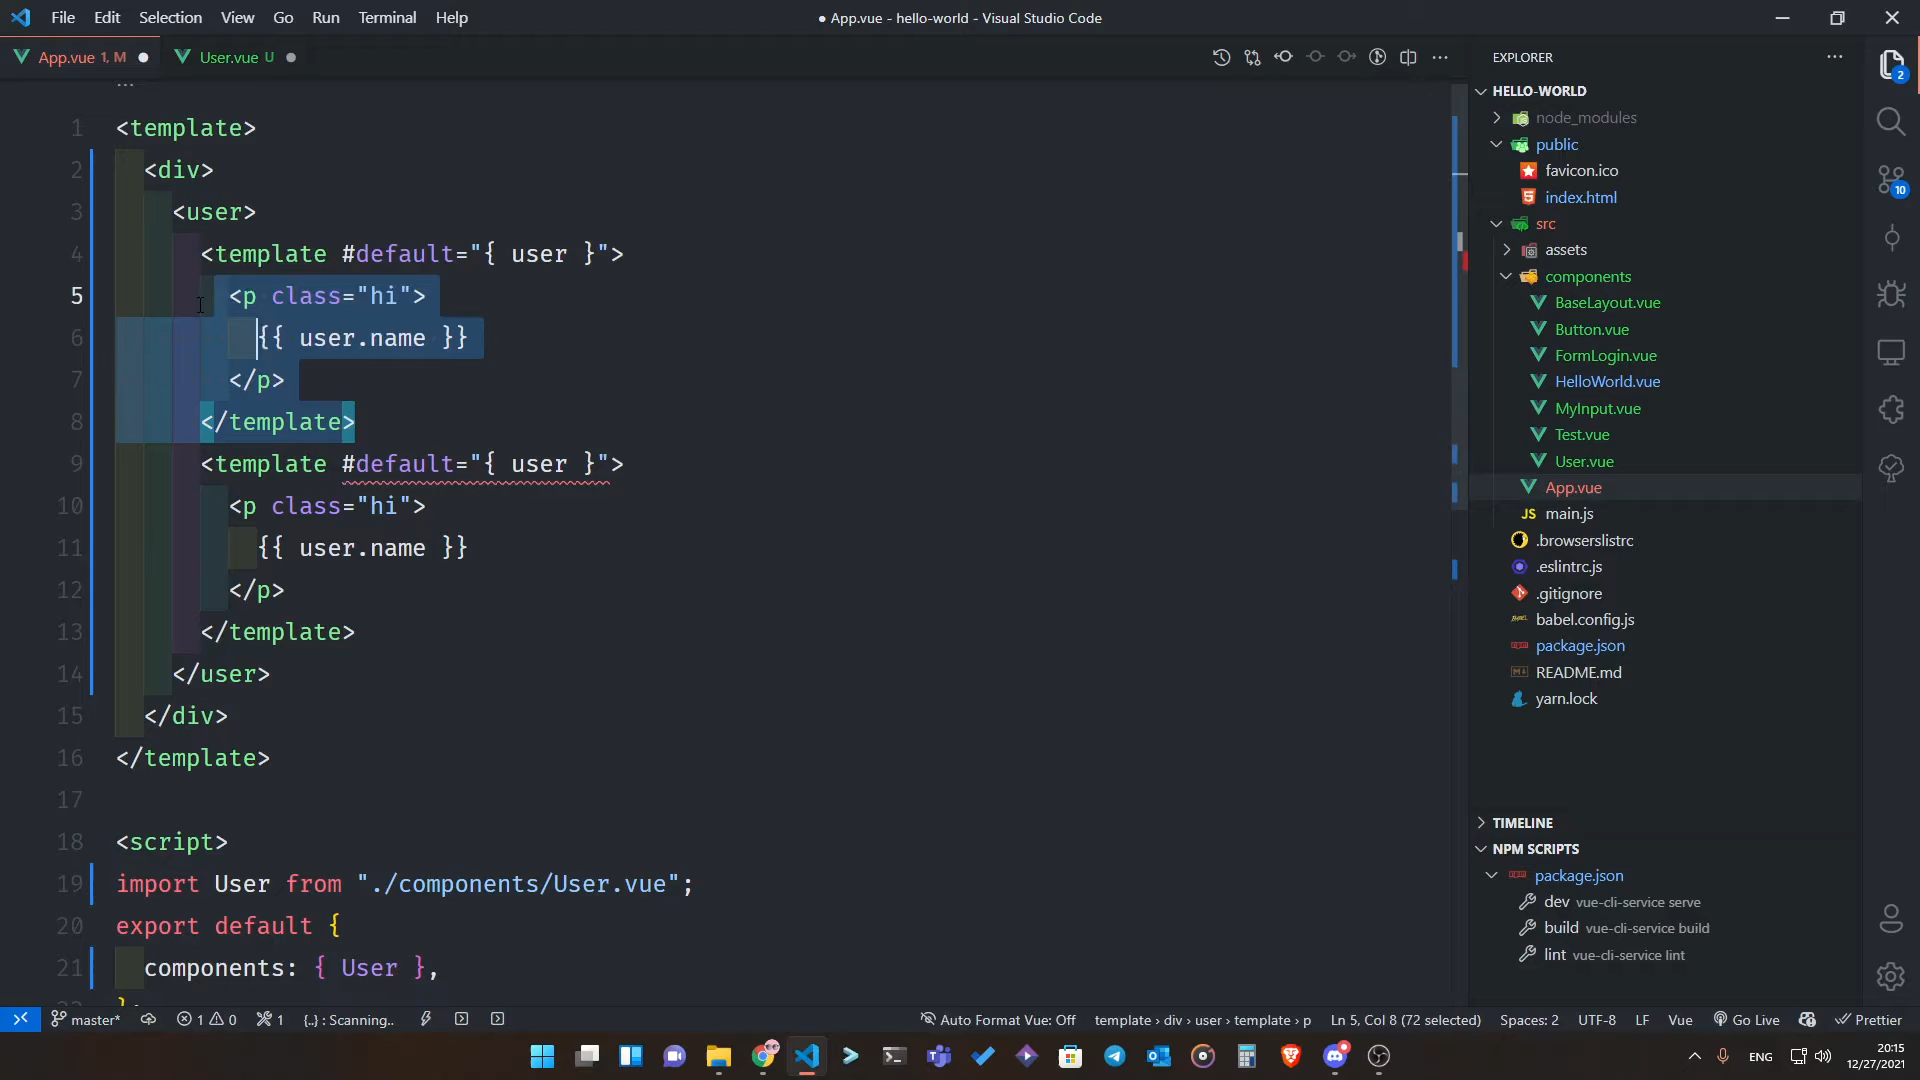 File Edit Selection View Go Run Terminal Help
● App.vue - hello-world - Visual Studio Code
App.vue 1, M
User.vue U
EXPLORER
...
1 <template>
2 <div>
3 <user>
4 <template #default="{ user }">
5 <p class="hi">
6 {{ user.name }}
7 </p>
8 </template>
9 <template #default="{ user }">
10 <p class="hi">
11 {{ user.name }}
12 </p>
13 </template>
14 </user>
15 </div>
16 </template>
17
18 <script>
19 import User from "./components/User.vue";
20 export default {
21 components: { User },
HELLO-WORLD
node_modules
public
favicon.ico
index.html
src
assets
components
BaseLayout.vue
Button.vue
FormLogin.vue
HelloWorld.vue
MyInput.vue
Test.vue
User.vue
App.vue
JS main.js
.browserslistrc
.eslintrc.js
.gitignore
babel.config.js
package.json
README.md
yarn.lock
TIMELINE
NPM SCRIPTS
package.json
dev vue-cli-service serve
build vue-cli-service build
lint vue-cli-service lint
2
10
master*
1 0
1
{..} : Scanning..
Auto Format Vue: Off
template › div › user › template › p
Ln 5, Col 8 (72 selected)
Spaces: 2
UTF-8
LF
Vue
Go Live
Prettier
ENG
20:15
12/27/2021